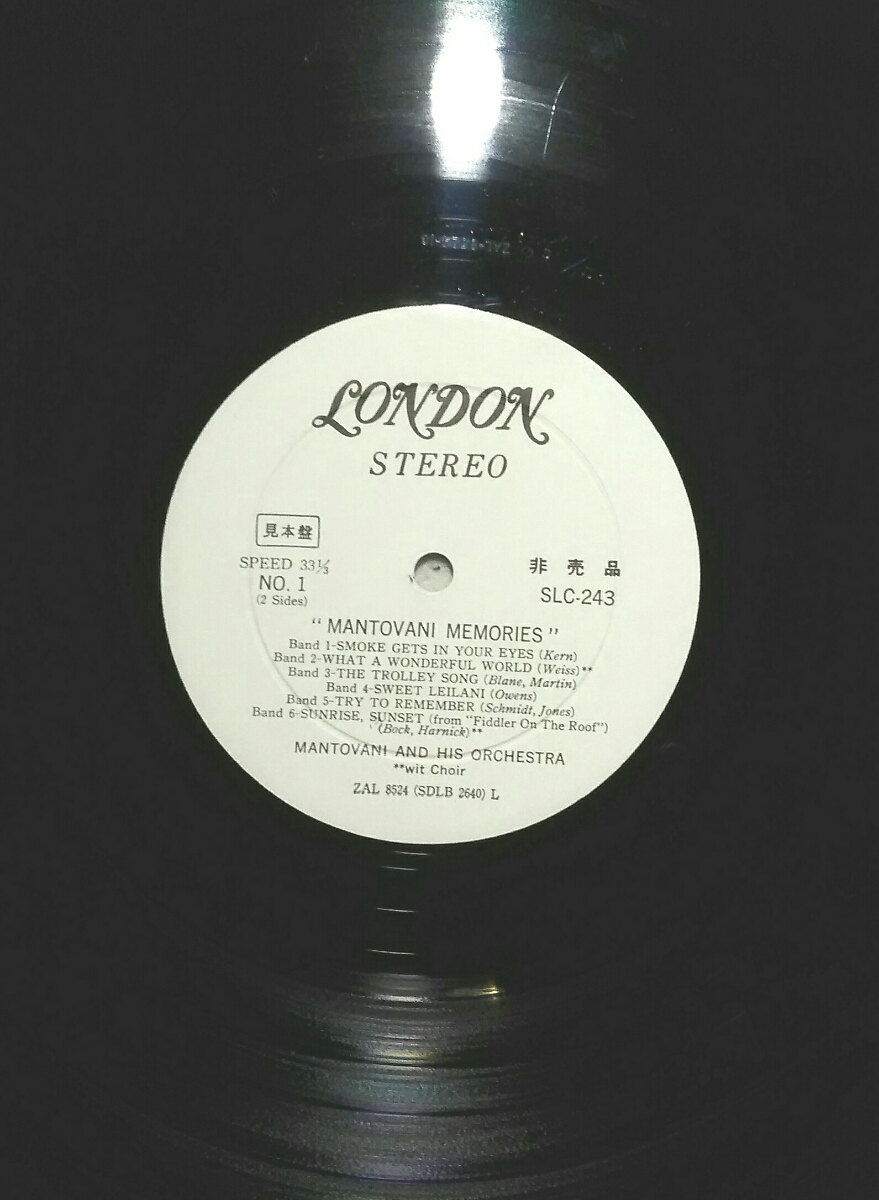 LONDON
STEREO
見本盤
SPEED 33⅓
非売品
NO. 1
SLC-243
(2 Sides)
"MANTOVANI MEMORIES"
Band 1-SMOKE GETS IN YOUR EYES (Kern)
Band 2-WHAT A WONDERFUL WORLD (Weiss)**
Band 3-THE TROLLEY SONG (Blane, Martin)
Band 4-SWEET LEILANI (Owens)
Band 5-TRY TO REMEMBER (Schmidt, Jones)
Band 6-SUNRISE, SUNSET (from "Fiddler On The Roof")
(Bock, Harnick)**
MANTOVANI AND HIS ORCHESTRA
**wit Choir
ZAL 8524 (SDLB 2640) L